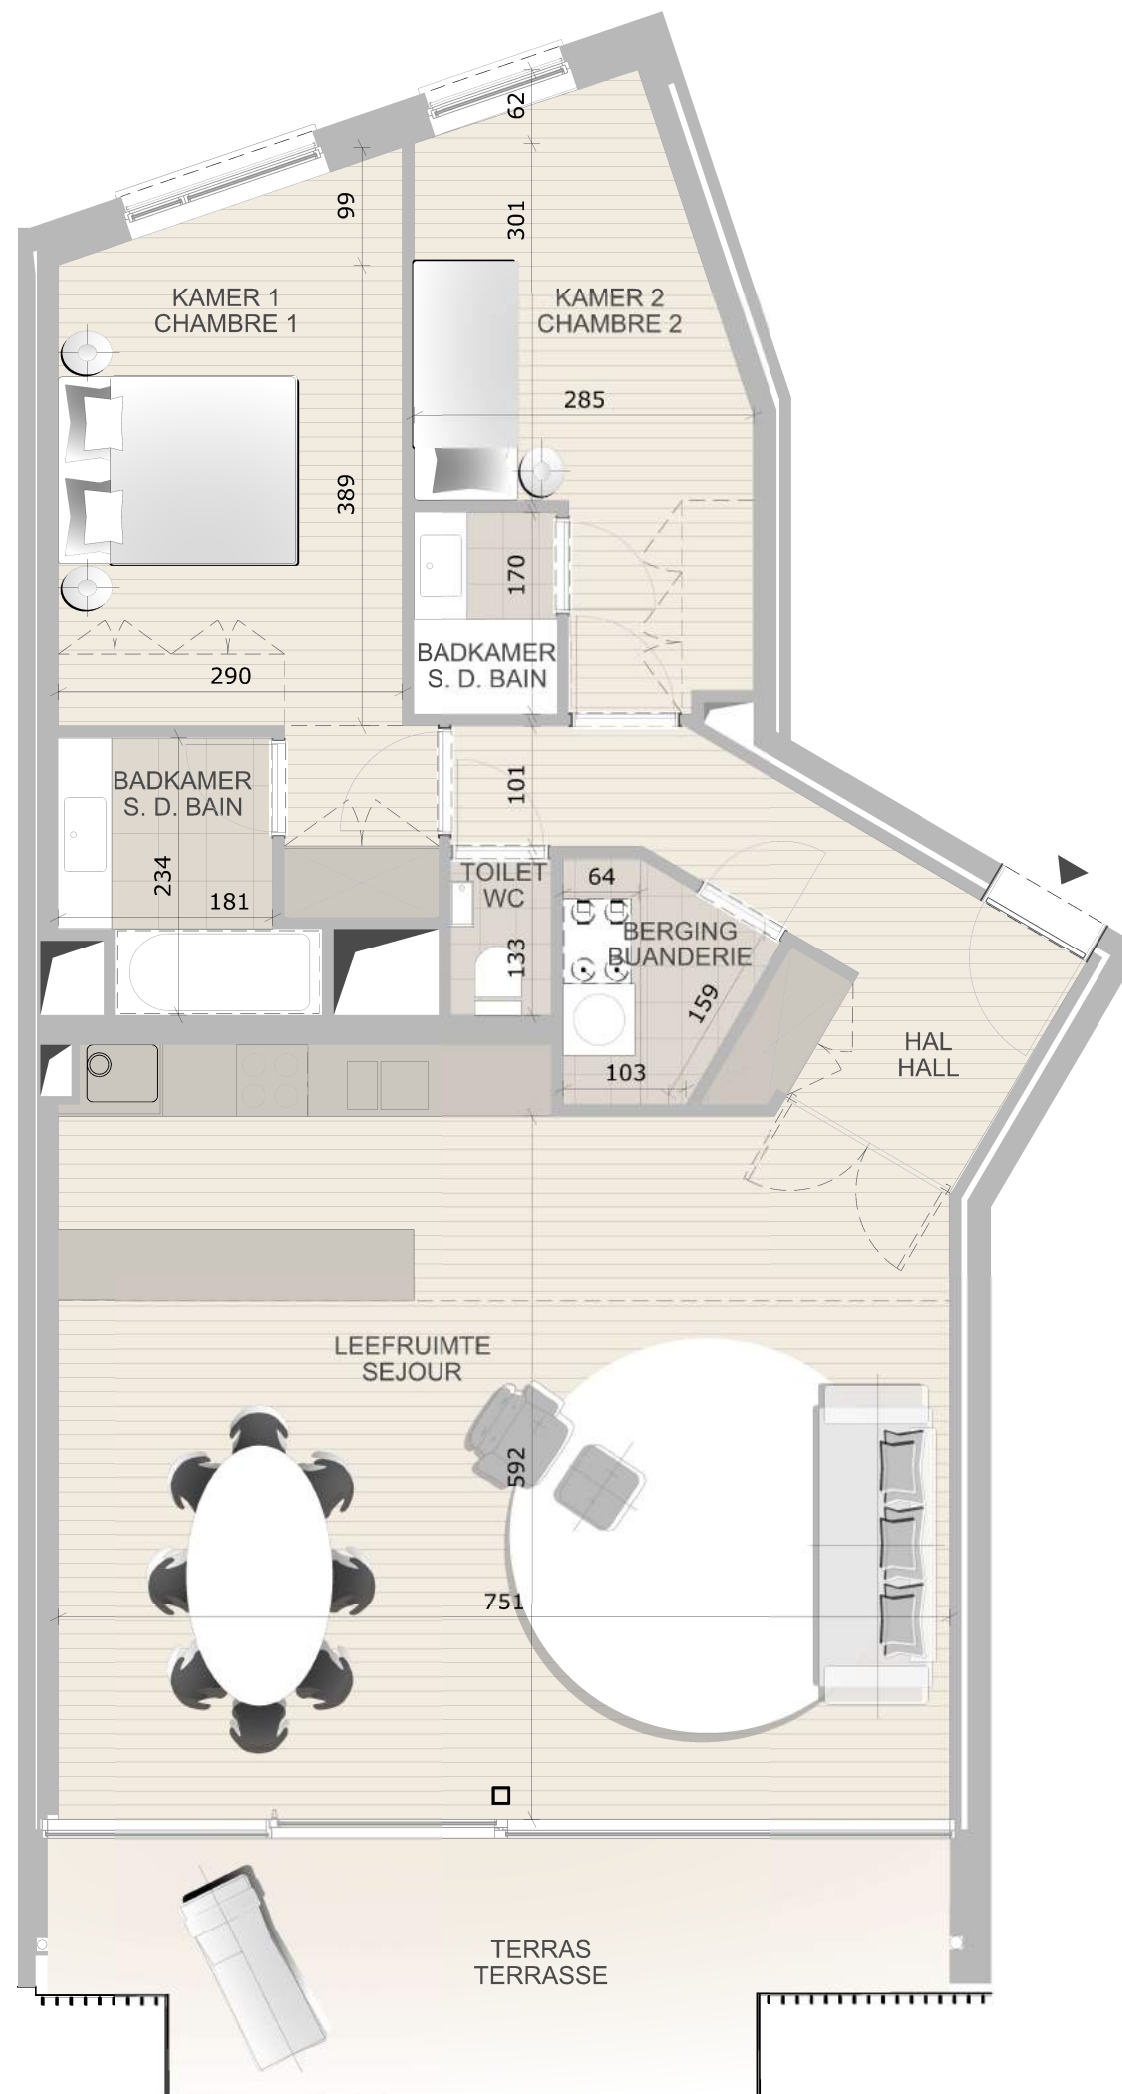 62
99
301
KAMER 1
CHAMBRE 1
KAMER 2
CHAMBRE 2
285
389
170
BADKAMER
S. D. BAIN
290
BADKAMER
S. D. BAIN
101
234
181
TOILET
WC
64
133
BERGING
BUANDERIE
159
103
HAL
HALL
LEEFRUIMTE
SEJOUR
592
751
TERRAS
TERRASSE